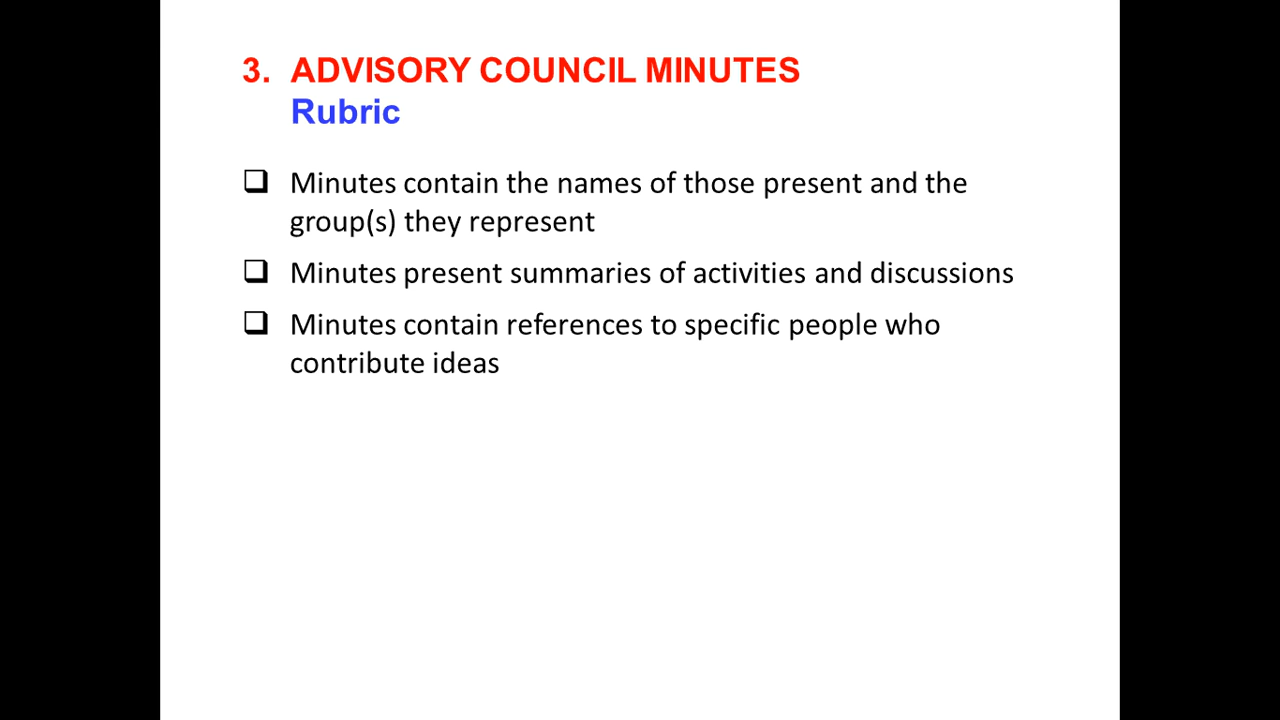 3. ADVISORY COUNCIL MINUTES
Rubric
❑ Minutes contain the names of those present and the
group(s) they represent
❑ Minutes present summaries of activities and discussions
❑ Minutes contain references to specific people who
contribute ideas